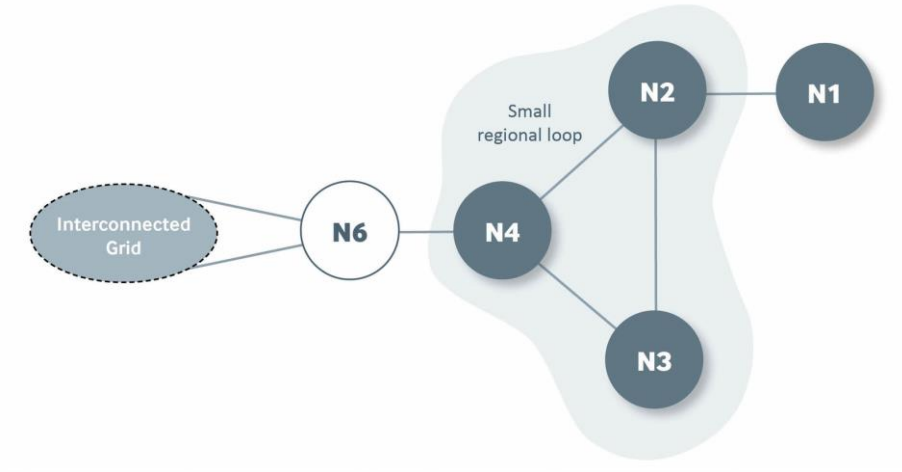 N2
N1
Small
regional loop
Interconnected
Grid
N6
N4
N3